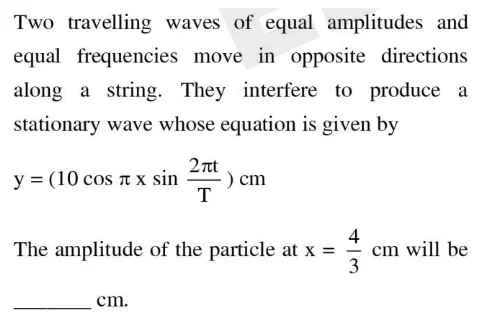 Two travelling waves of equal amplitudes and
equal frequencies move in opposite directions
along a string. They interfere to produce a
stationary wave whose equation is given by
y = (10 cos π x sin 2πt/T ) cm
The amplitude of the particle at x = 4/3 cm will be
_______ cm.